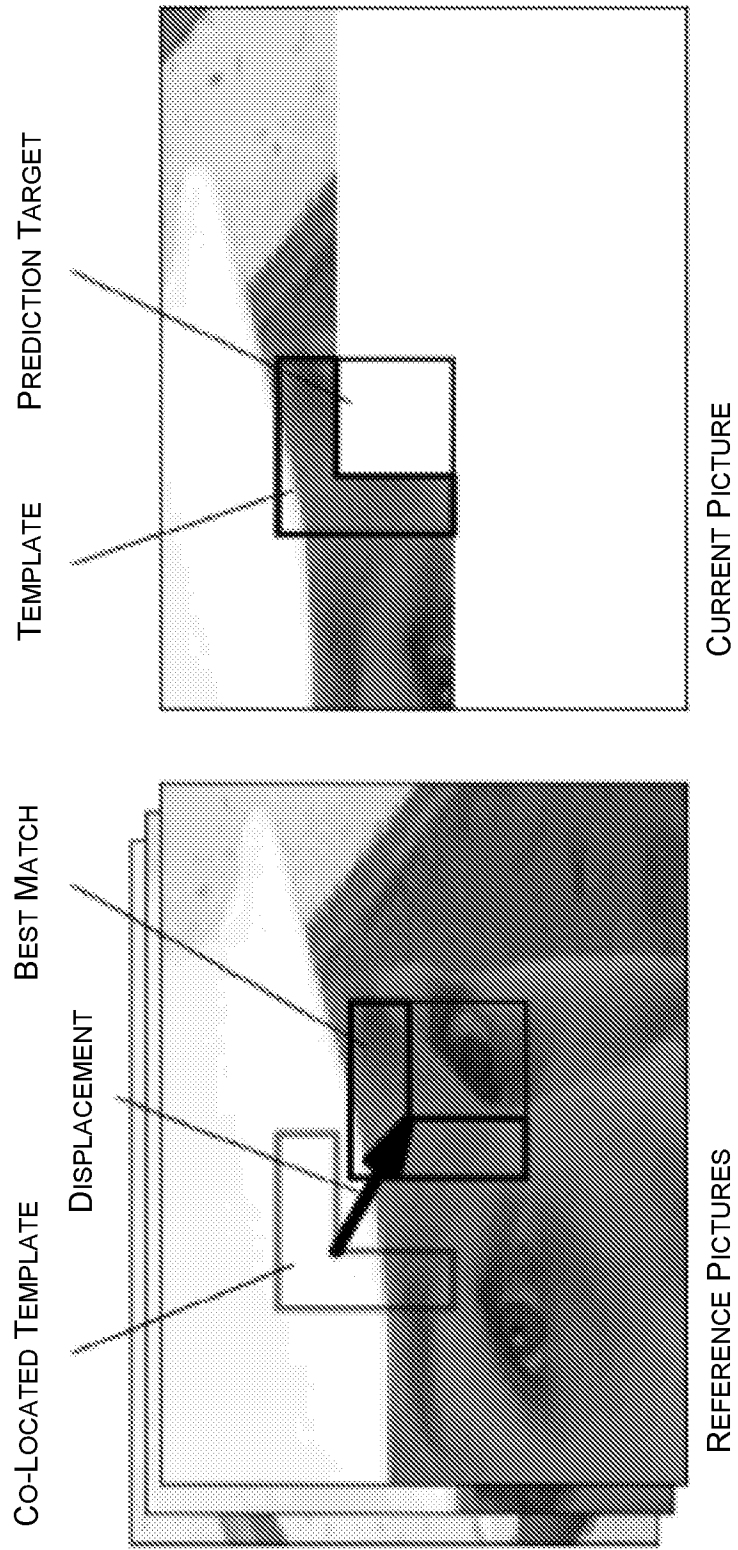 CO-LOCATED TEMPLATE
DISPLACEMENT
BEST MATCH
TEMPLATE
PREDICTION TARGET
REFERENCE PICTURES
CURRENT PICTURE